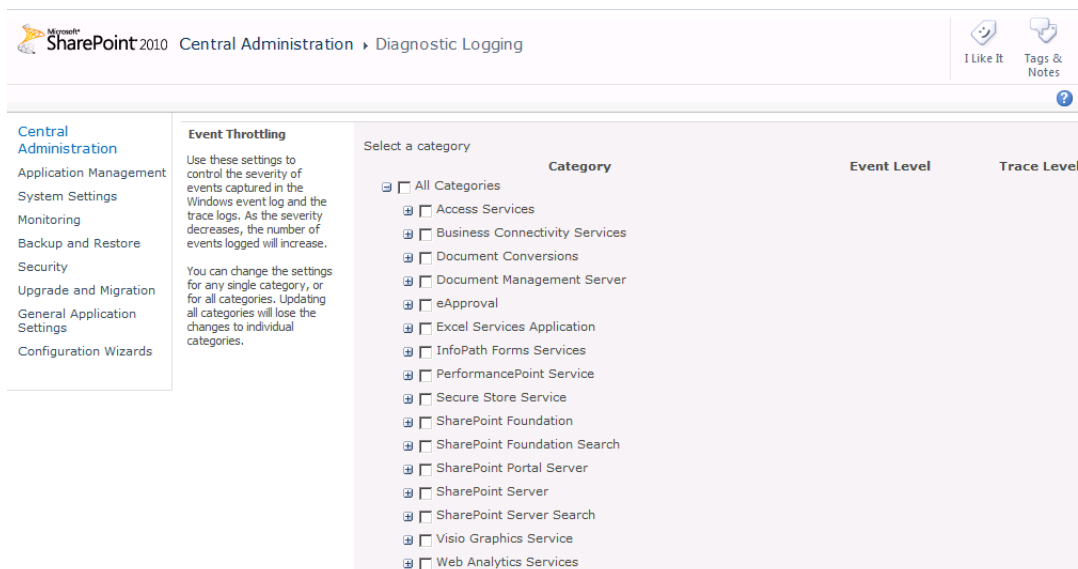 Microsoft®
SharePoint 2010 Central Administration ▸ Diagnostic Logging
I Like It
Tags &
Notes
Central
Administration
Application Management
System Settings
Monitoring
Backup and Restore
Security
Upgrade and Migration
General Application
Settings
Configuration Wizards
Event Throttling
Use these settings to
control the severity of
events captured in the
Windows event log and the
trace logs. As the severity
decreases, the number of
events logged will increase.
You can change the settings
for any single category, or
for all categories. Updating
all categories will lose the
changes to individual
categories.
Select a category
Category Event Level Trace Level
All Categories
Access Services
Business Connectivity Services
Document Conversions
Document Management Server
eApproval
Excel Services Application
InfoPath Forms Services
PerformancePoint Service
Secure Store Service
SharePoint Foundation
SharePoint Foundation Search
SharePoint Portal Server
SharePoint Server
SharePoint Server Search
Visio Graphics Service
Web Analytics Services